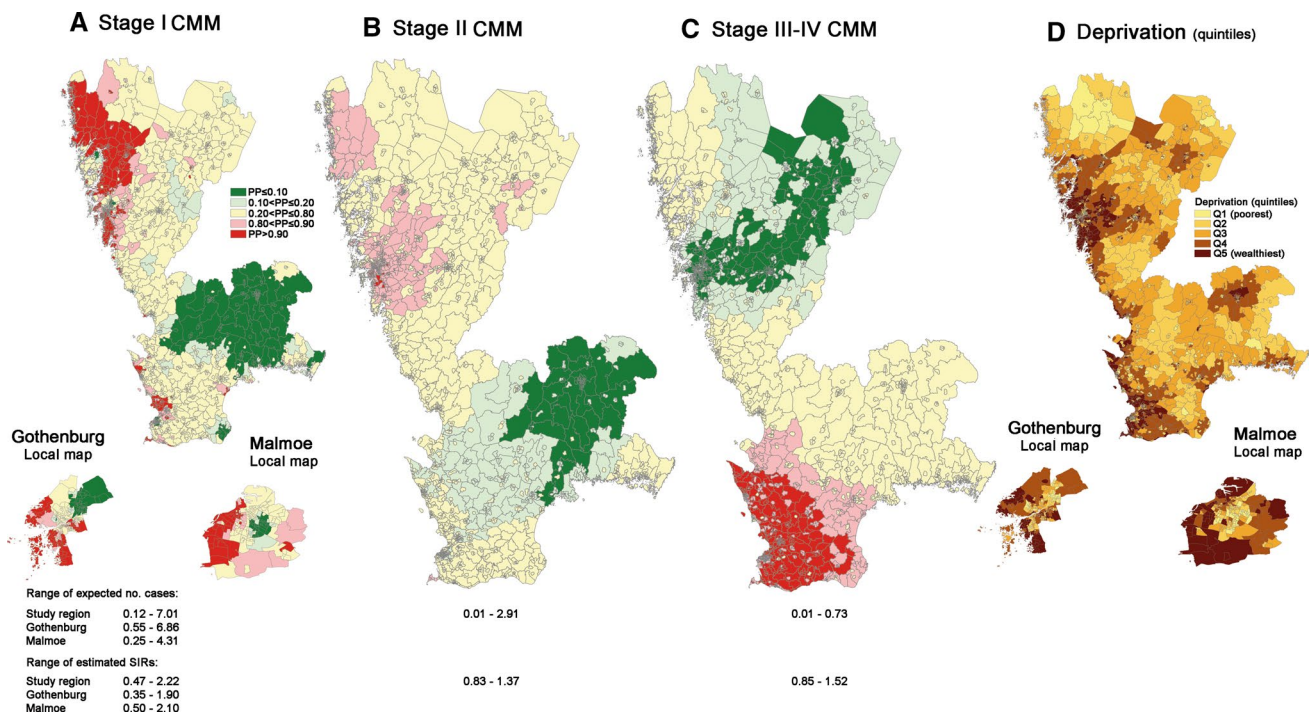 A Stage I CMM
B Stage II CMM
C Stage III-IV CMM
D Deprivation (quintiles)
PP≤0.10
0.10<PP≤0.20
0.20<PP≤0.80
0.80<PP≤0.90
PP>0.90
Deprivation (quintiles)
Q1 (poorest)
Q2
Q3
Q4
Q5 (wealthiest)
Gothenburg
Local map
Malmoe
Local map
Gothenburg
Local map
Malmoe
Local map
Range of expected no. cases:
Study region 0.12 - 7.01 0.01 - 2.91 0.01 - 0.73
Gothenburg 0.55 - 6.86
Malmoe 0.25 - 4.31
Range of estimated SIRs:
Study region 0.47 - 2.22 0.83 - 1.37 0.85 - 1.52
Gothenburg 0.35 - 1.90
Malmoe 0.50 - 2.10